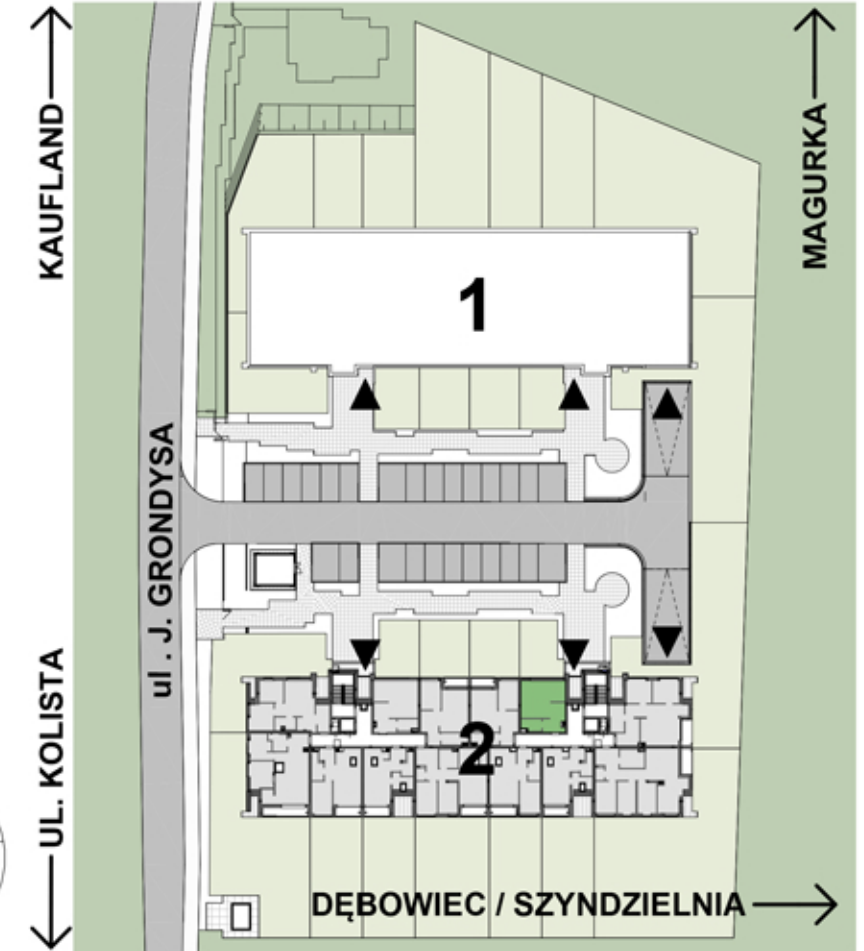 KAUFLAND
MAGURKA
1
ul . J. GRONDYSA
UL. KOLISTA
2
DĘBOWIEC / SZYNDZIELNIA